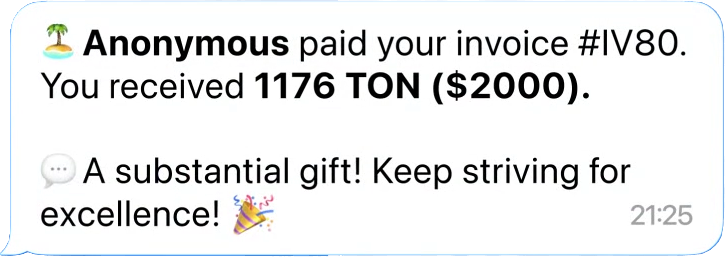 🏝 Anonymous paid your invoice #IV80.
You received 1176 TON ($2000).
💬 A substantial gift! Keep striving for
excellence! 🎉
21:25